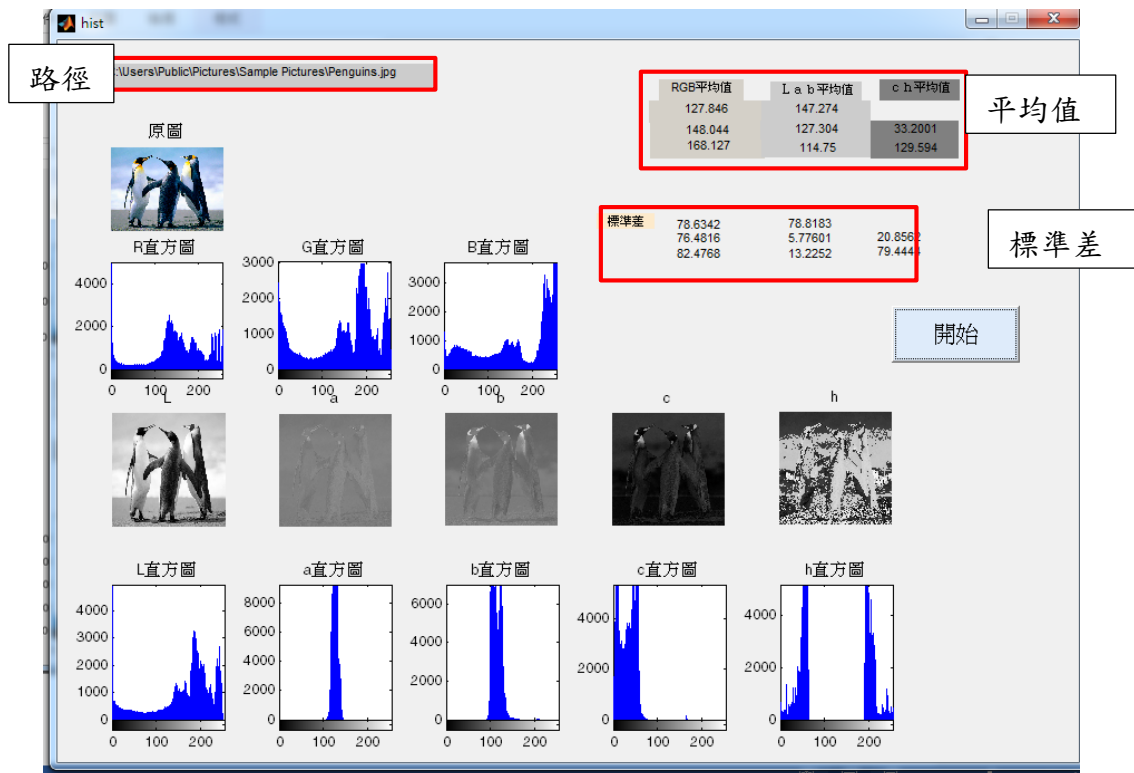 hist
路徑
:\Users\Public\Pictures\Sample Pictures\Penguins.jpg
RGB平均值 Lab平均值 ch平均值
127.846 147.274
148.044 127.304 33.2001
168.127 114.75 129.594
平均值
原圖
標準差 78.6342 78.8183
76.4816 5.77601 20.8562
82.4768 13.2252 79.4444
標準差
開始
R直方圖 G直方圖 B直方圖
4000 2000 0
3000 2000 1000 0
3000 2000 1000 0
0 100 200 0 100 200 0 100 200
L a b c h
L直方圖 a直方圖 b直方圖 c直方圖 h直方圖
4000 3000 2000 1000 0
8000 6000 4000 2000 0
6000 4000 2000 0
4000 2000 0
4000 2000 0
0 100 200 0 100 200 0 100 200 0 100 200 0 100 200